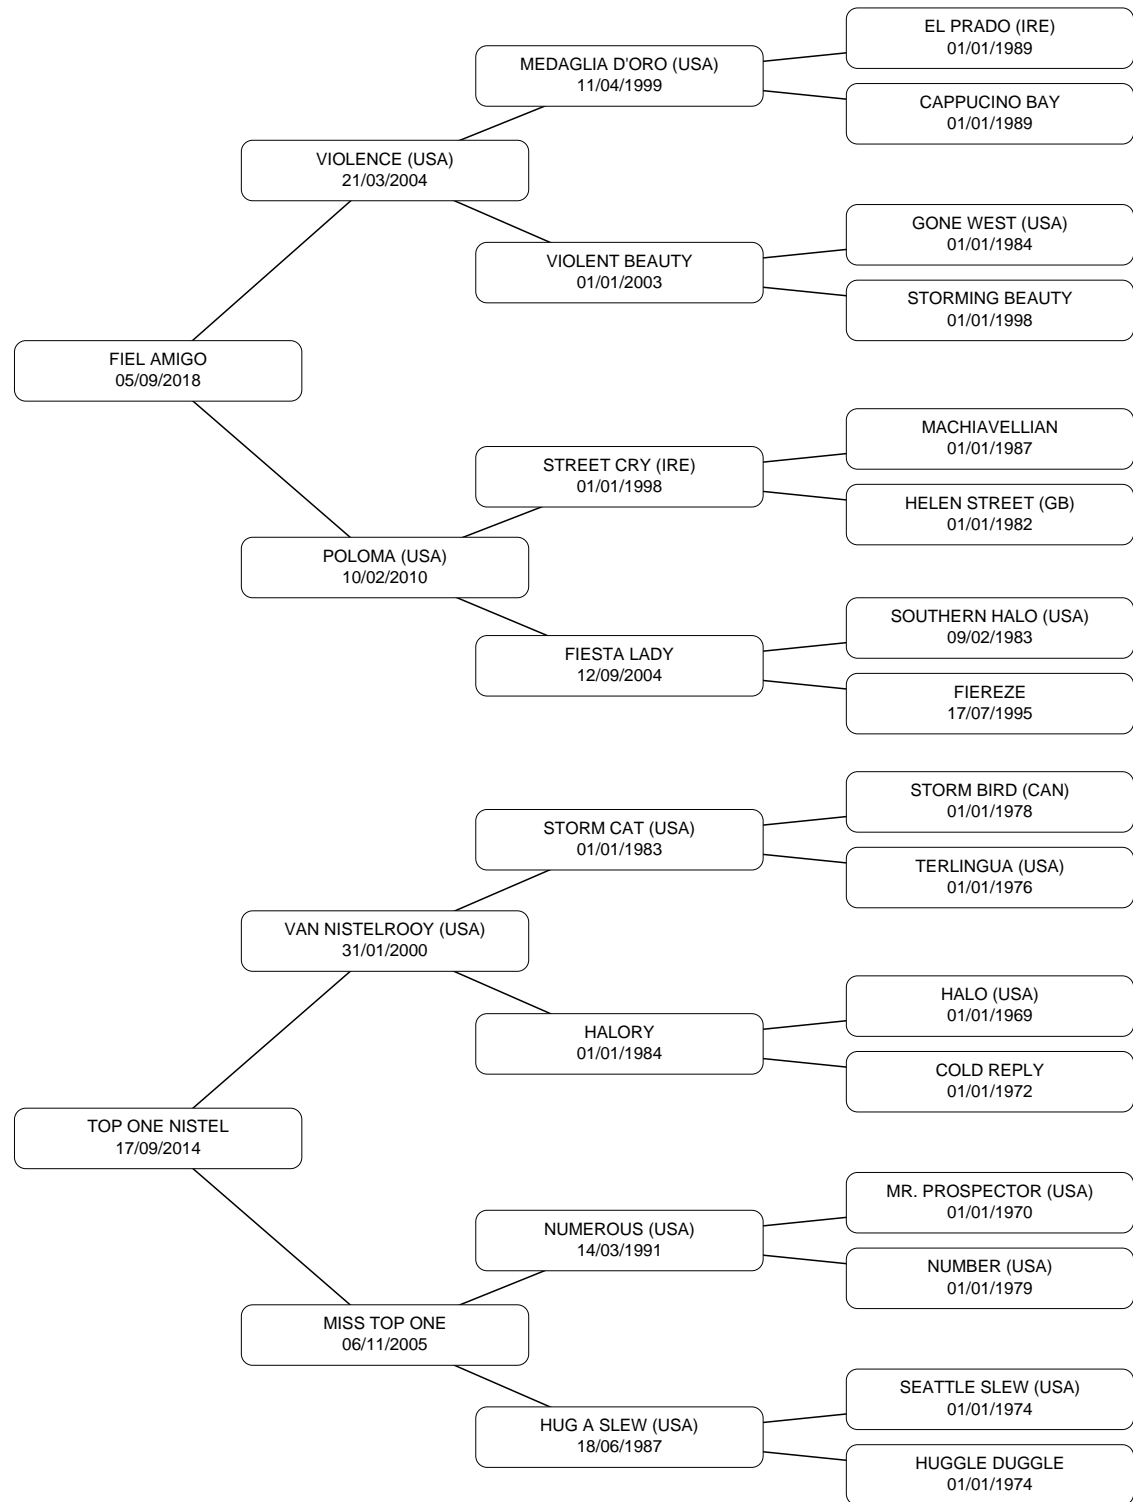 EL PRADO (IRE)
01/01/1989
MEDAGLIA D'ORO (USA)
11/04/1999
CAPPUCINO BAY
01/01/1989
VIOLENCE (USA)
21/03/2004
GONE WEST (USA)
01/01/1984
VIOLENT BEAUTY
01/01/2003
STORMING BEAUTY
01/01/1998
FIEL AMIGO
05/09/2018
MACHIAVELLIAN
01/01/1987
STREET CRY (IRE)
01/01/1998
HELEN STREET (GB)
01/01/1982
POLOMA (USA)
10/02/2010
SOUTHERN HALO (USA)
09/02/1983
FIESTA LADY
12/09/2004
FIEREZE
17/07/1995
STORM BIRD (CAN)
01/01/1978
STORM CAT (USA)
01/01/1983
TERLINGUA (USA)
01/01/1976
VAN NISTELROOY (USA)
31/01/2000
HALO (USA)
01/01/1969
HALORY
01/01/1984
COLD REPLY
01/01/1972
TOP ONE NISTEL
17/09/2014
MR. PROSPECTOR (USA)
01/01/1970
NUMEROUS (USA)
14/03/1991
NUMBER (USA)
01/01/1979
MISS TOP ONE
06/11/2005
SEATTLE SLEW (USA)
01/01/1974
HUG A SLEW (USA)
18/06/1987
HUGGLE DUGGLE
01/01/1974